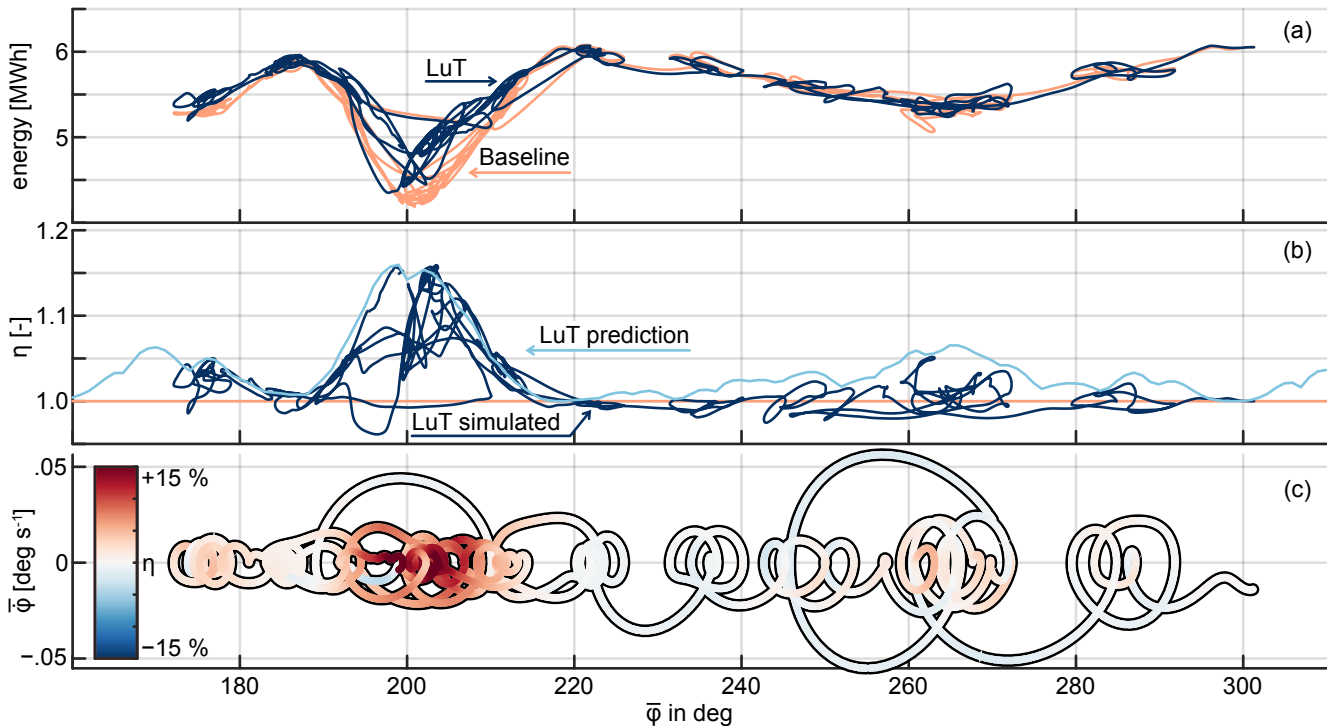 (a)
energy [MWh]
6
5
LuT
Baseline
(b)
η [-]
1.2
1.1
1.0
LuT prediction
LuT simulated
(c)
φ̅ [deg s⁻¹]
.05
0
-.05
+15 %
η
−15 %
180
200
220
240
260
280
300
φ̅ in deg